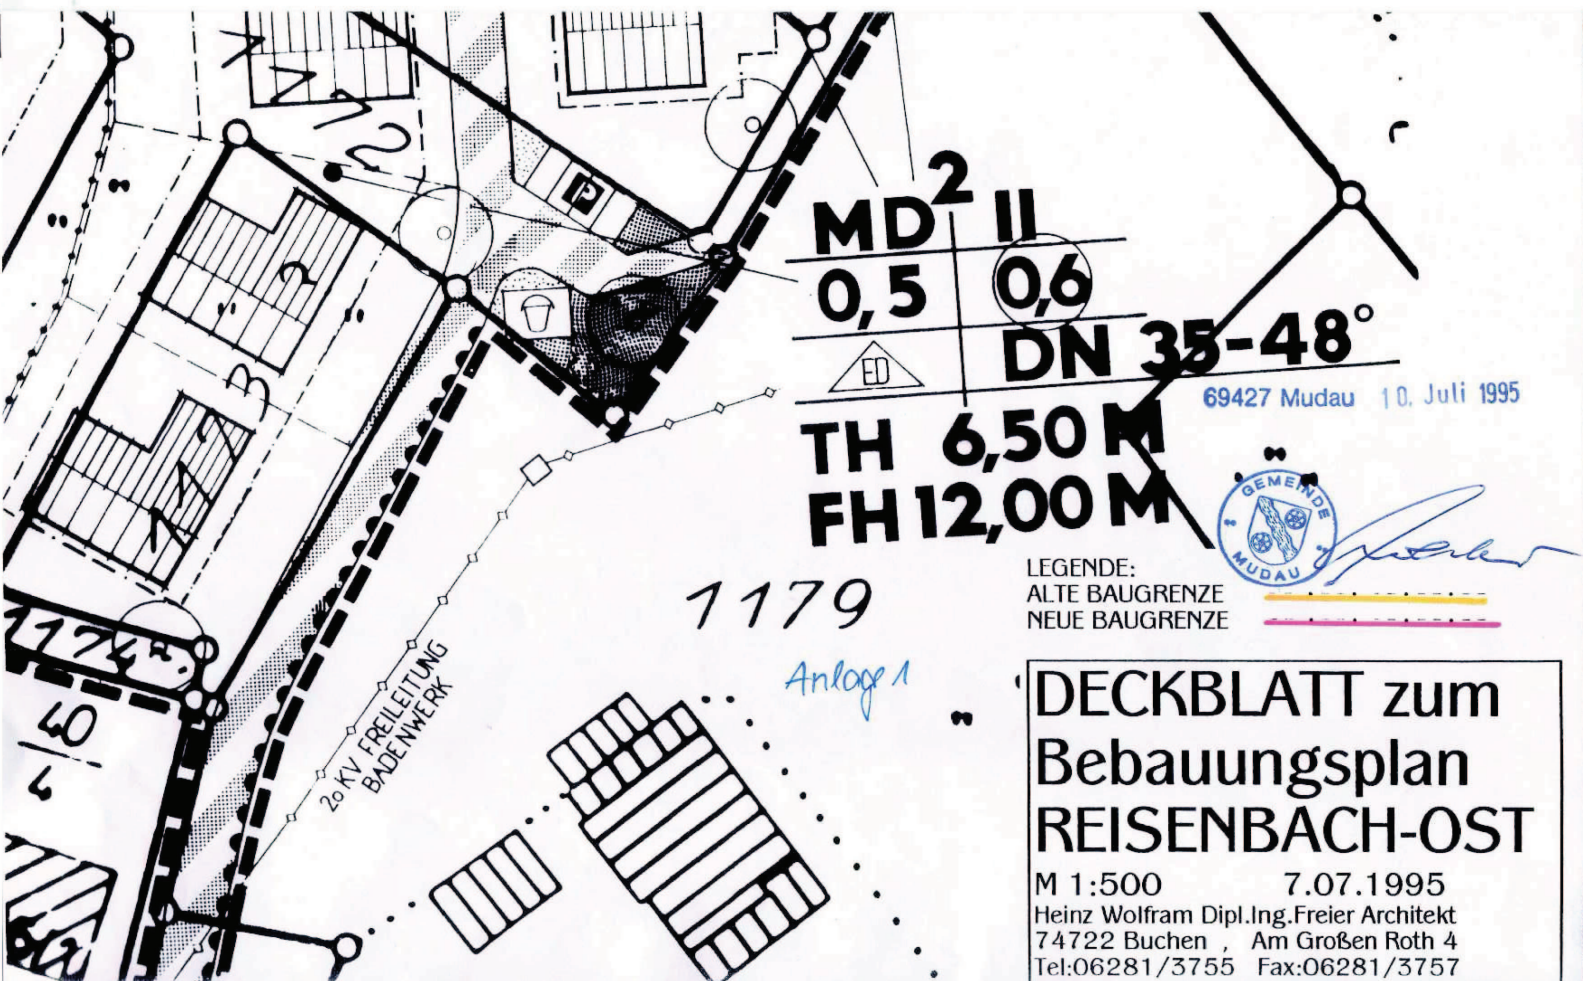 1172
P
MD² II
0,5 0,6
ED DN 35-48°
TH 6,50 M
FH 12,00 M
69427 Mudau 10. Juli 1995
GEMEINDE
MUDAU
1173
1174
40
4
1179
Anlage 1
20 KV FREILEITUNG
BADENWERK
LEGENDE:
ALTE BAUGRENZE
NEUE BAUGRENZE
DECKBLATT zum
Bebauungsplan
REISENBACH-OST
M 1:500 7.07.1995
Heinz Wolfram Dipl.Ing.Freier Architekt
74722 Buchen , Am Großen Roth 4
Tel:06281/3755 Fax:06281/3757